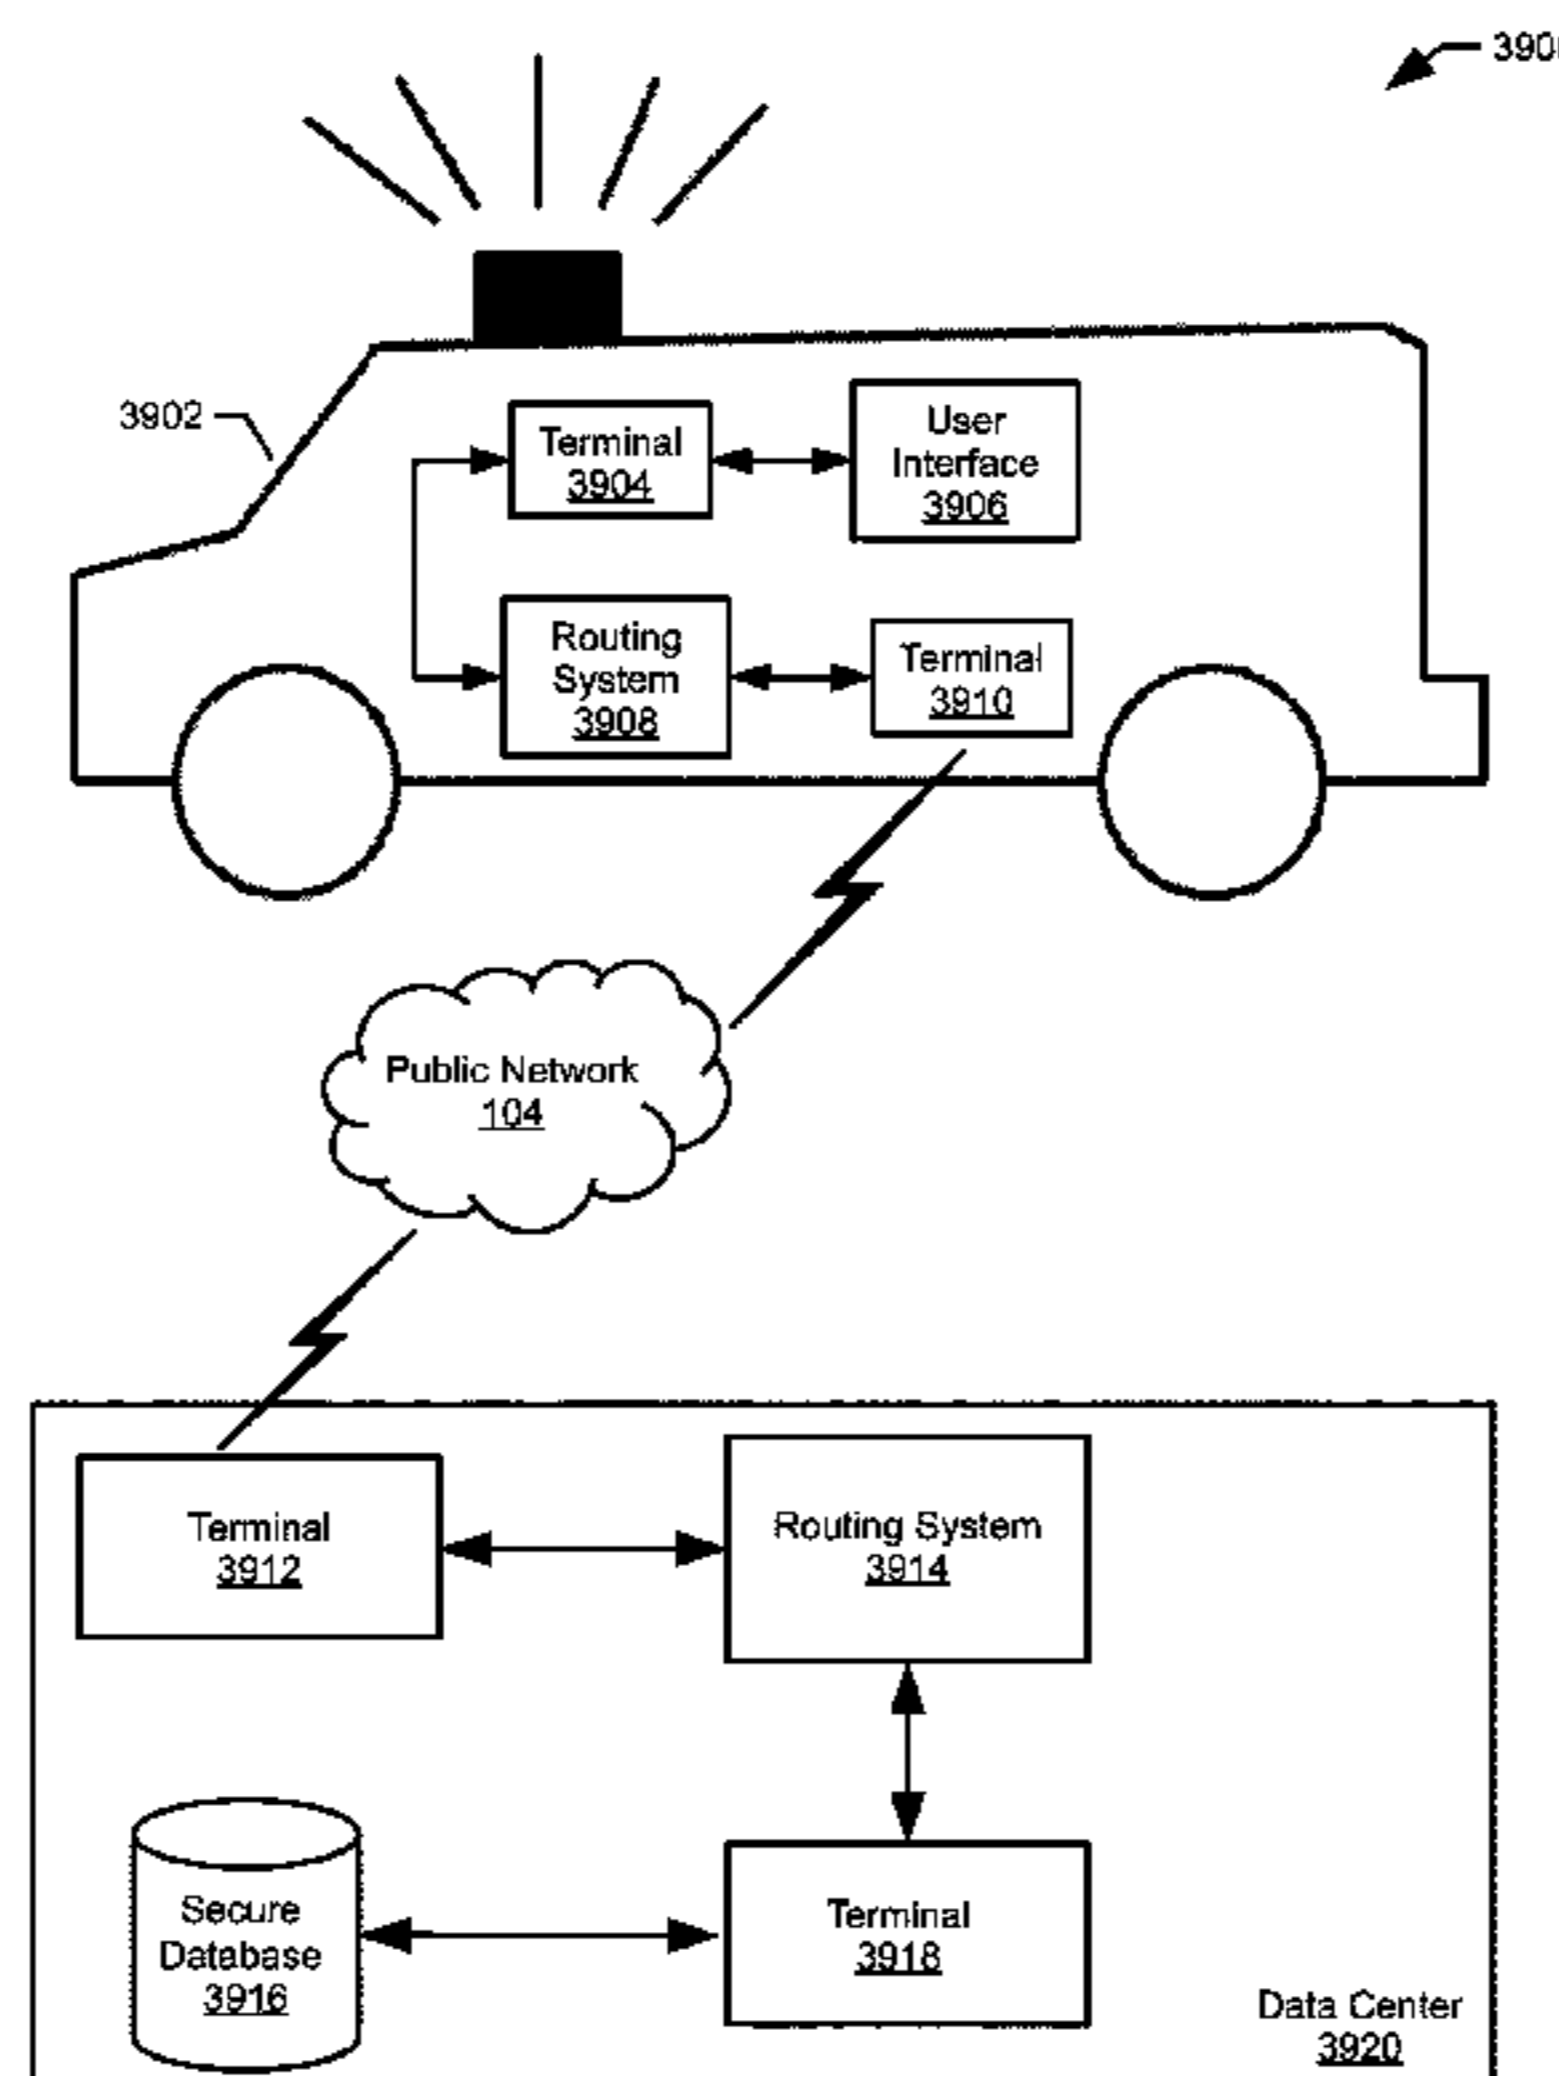 390
3902
Terminal
3904
User
Interface
3906
Routing
System
3908
Terminal
3910
Public Network
104
Terminal
3912
Routing System
3914
Secure
Database
3916
Terminal
3918
Data Center
3920